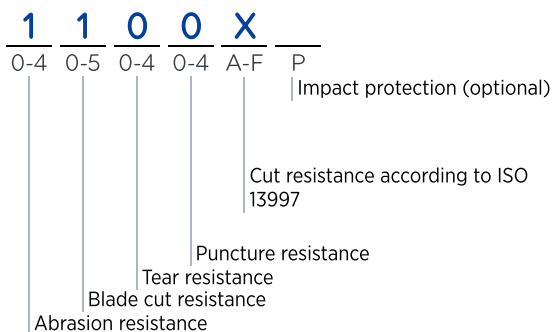 1 1 0 0 X
0-4 0-5 0-4 0-4 A-F P
Impact protection (optional)
Cut resistance according to ISO
13997
Puncture resistance
Tear resistance
Blade cut resistance
Abrasion resistance